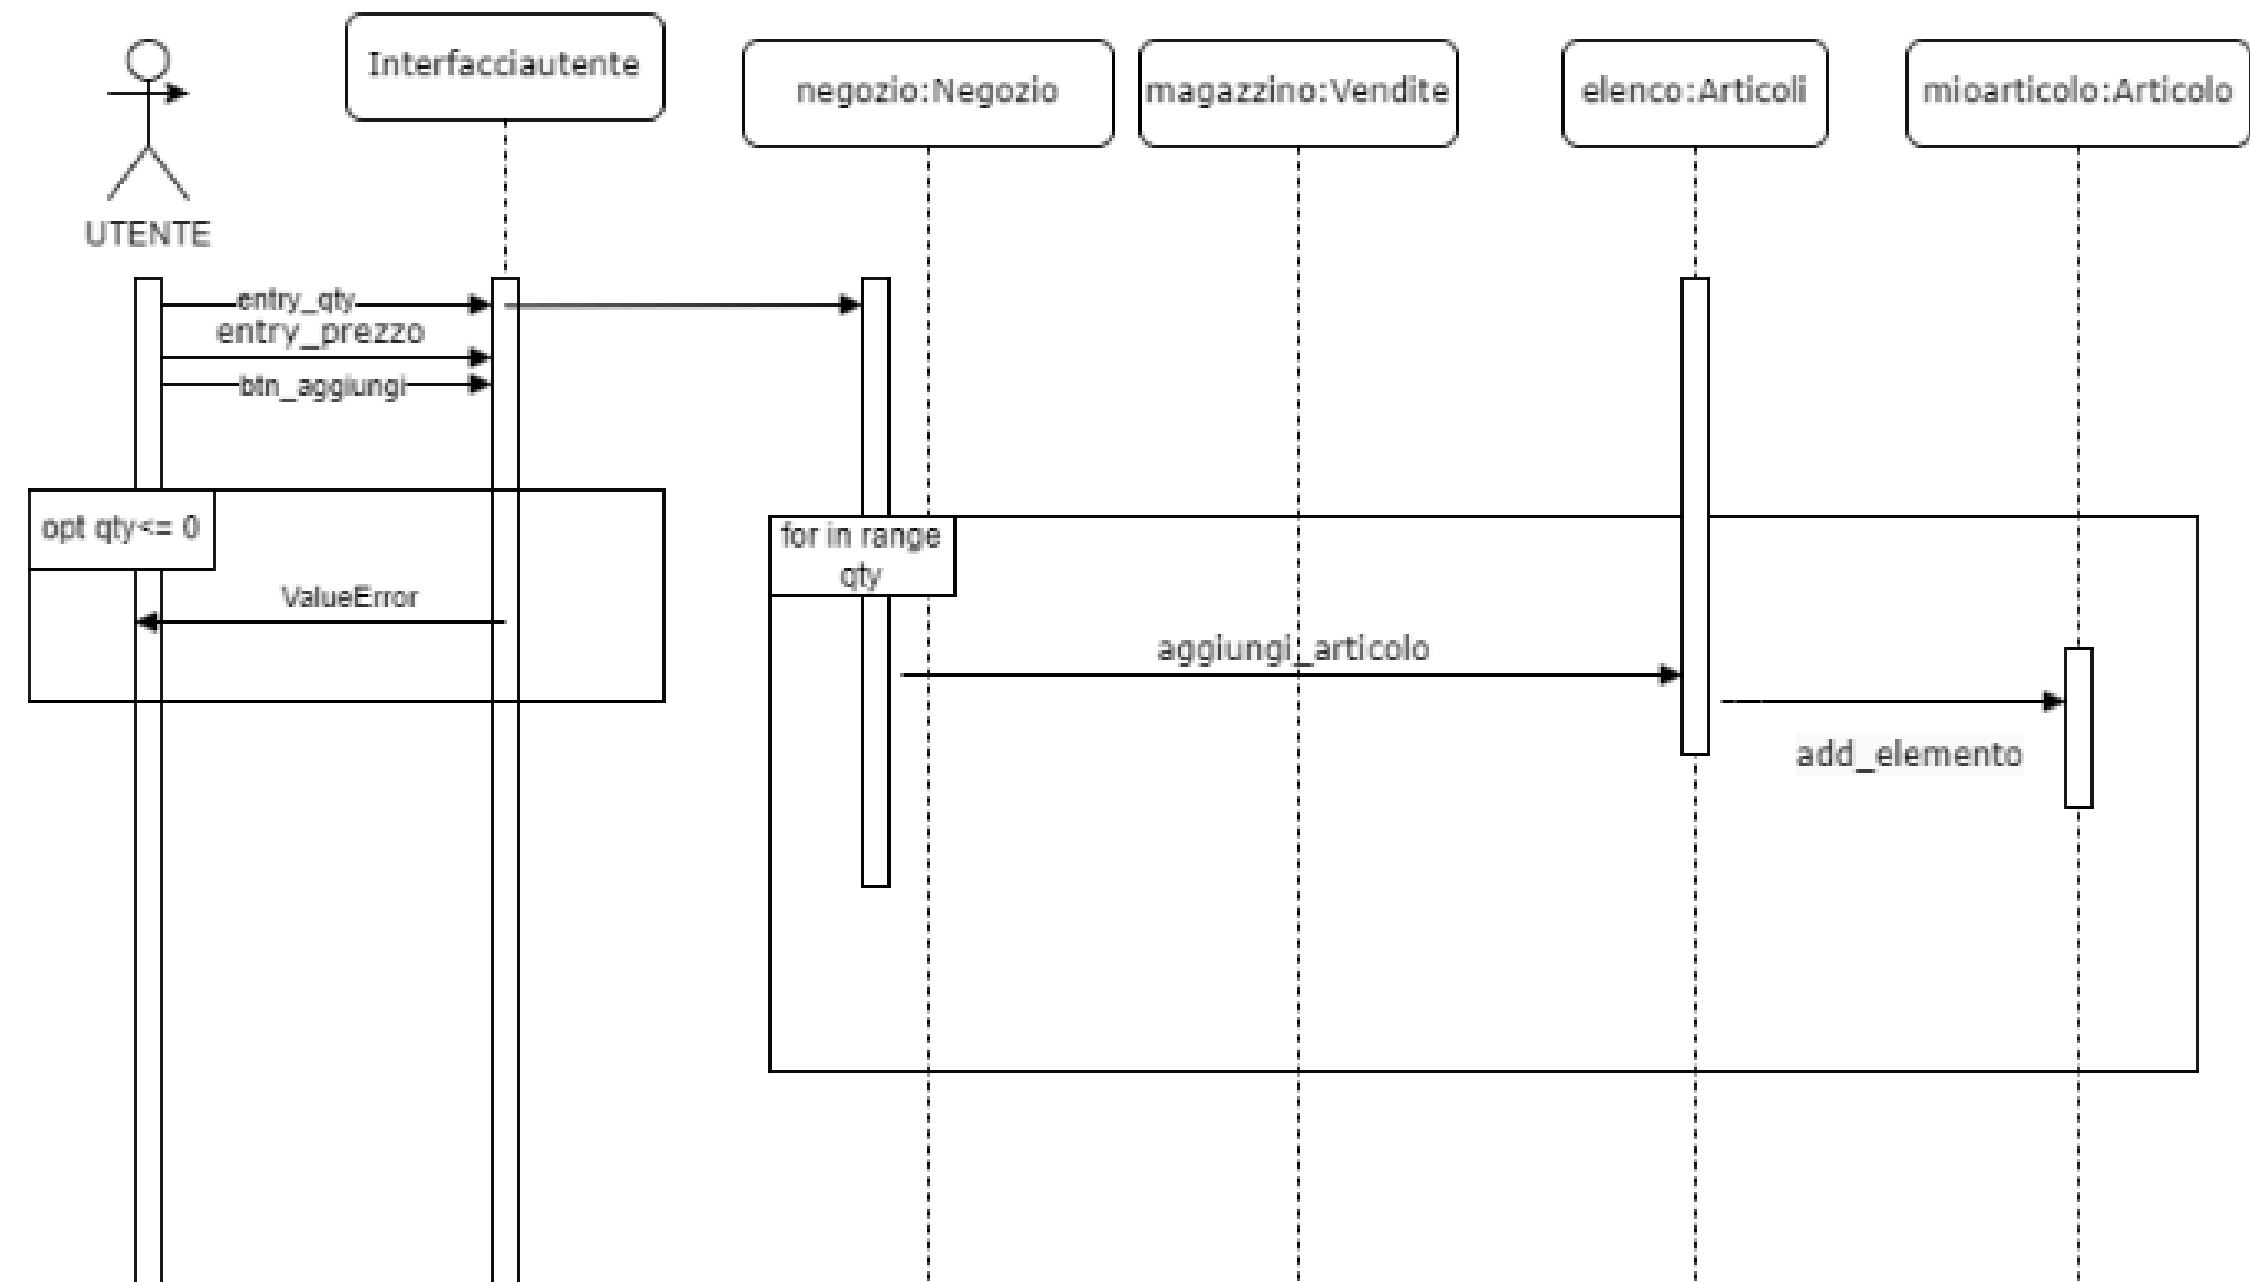 Interfacciautente
negozio:Negozio
magazzino:Vendite
elenco:Articoli
mioarticolo:Articolo
UTENTE
entry_qty
entry_prezzo
btn_aggiungi
opt qty<= 0
ValueError
for in range
qty
aggiungi_articolo
add_elemento